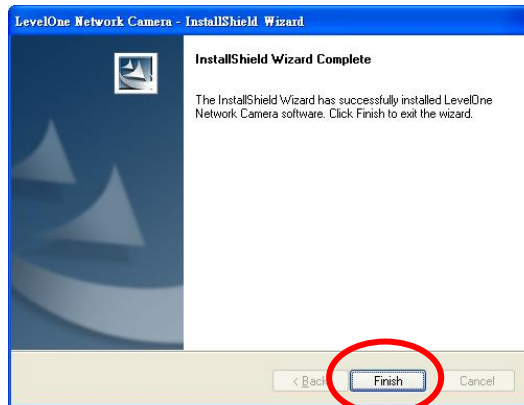 LevelOne Network Camera - InstallShield Wizard
InstallShield Wizard Complete
The InstallShield Wizard has successfully installed LevelOne
Network Camera software. Click Finish to exit the wizard.
< Back
Finish
Cancel